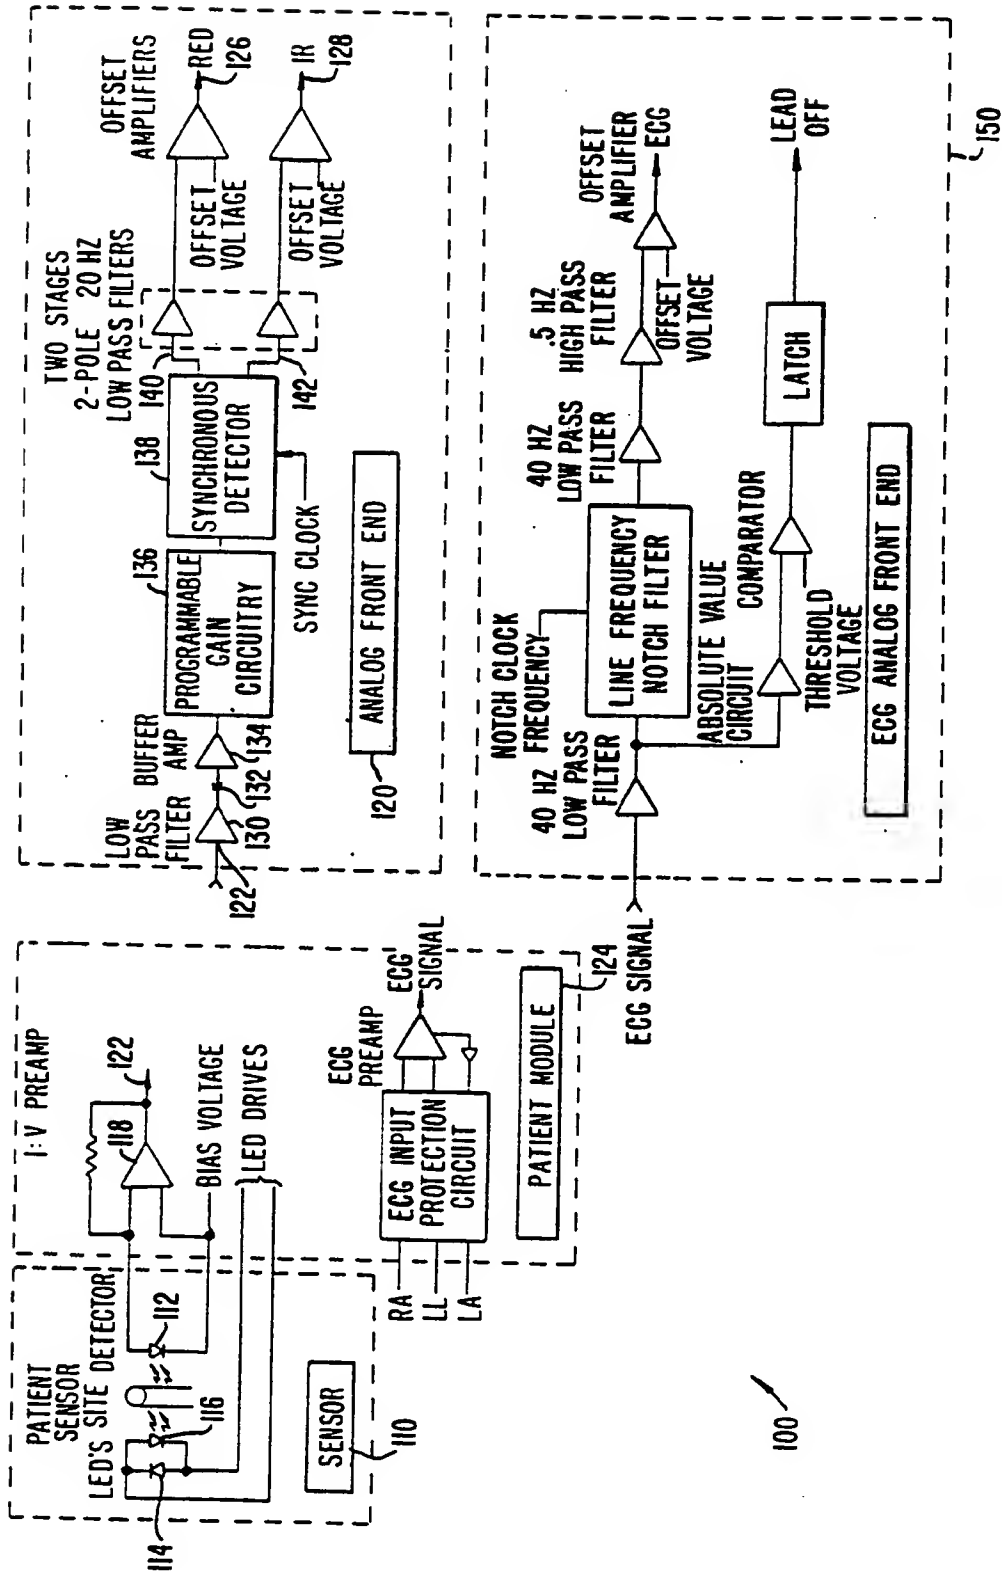 PATIENT
SENSOR
LED'S SITE DETECTOR
114
116
112
SENSOR
110
1:V PREAMP
118
122
BIAS VOLTAGE
LED DRIVES
RA
LL
LA
ECG INPUT
PROTECTION
CIRCUIT
ECG
PREAMP
ECG
SIGNAL
PATIENT MODULE
124
100
122
LOW
PASS
FILTER
130
132
BUFFER
AMP
134
PROGRAMMABLE
GAIN
CIRCUITRY
136
SYNCHRONOUS
DETECTOR
138
SYNC CLOCK
TWO STAGES
2-POLE 20 HZ
LOW PASS FILTERS
140
142
OFFSET
AMPLIFIERS
OFFSET
VOLTAGE
RED
126
OFFSET
VOLTAGE
IR
128
ANALOG FRONT END
120
ECG SIGNAL
40 HZ
LOW PASS
FILTER
NOTCH CLOCK
FREQUENCY
LINE FREQUENCY
NOTCH FILTER
40 HZ
LOW PASS
FILTER
.5 HZ
HIGH PASS
FILTER
OFFSET
AMPLIFIER
OFFSET
VOLTAGE
ECG
ABSOLUTE VALUE
CIRCUIT
COMPARATOR
THRESHOLD
VOLTAGE
LATCH
LEAD
OFF
ECG ANALOG FRONT END
150